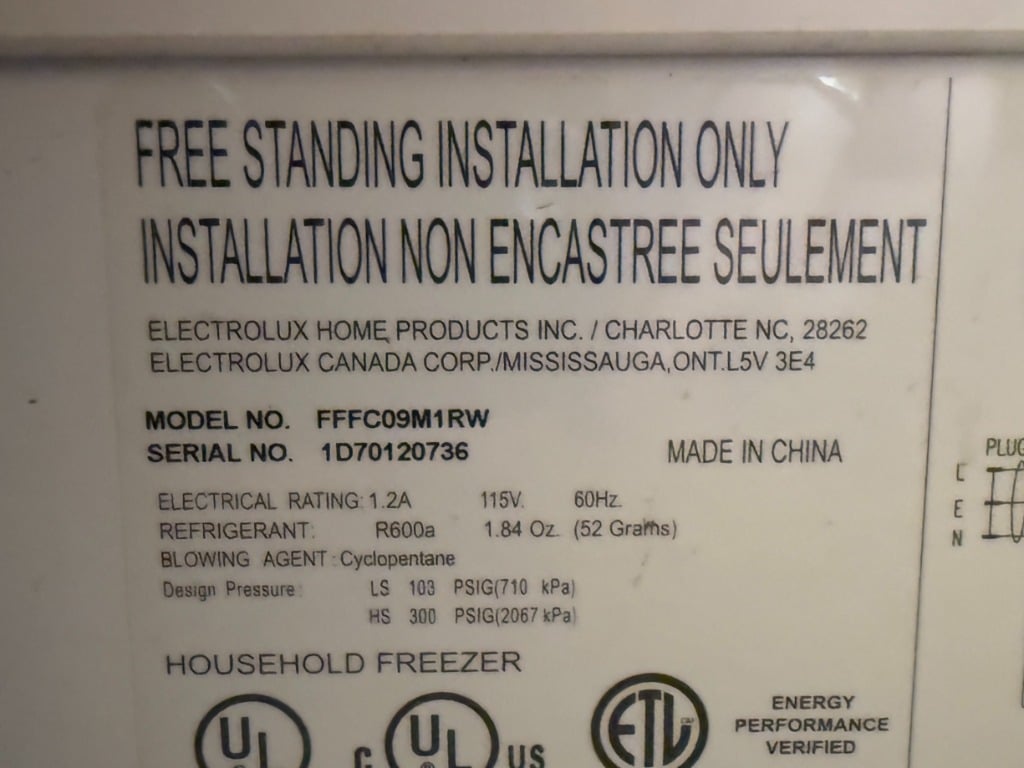 FREE STANDING INSTALLATION ONLY
INSTALLATION NON ENCASTREE SEULEMENT
ELECTROLUX HOME PRODUCTS INC. / CHARLOTTE NC, 28262
ELECTROLUX CANADA CORP./MISSISSAUGA,ONT.L5V 3E4
MODEL NO. FFFC09M1RW
SERIAL NO. 1D70120736 MADE IN CHINA
ELECTRICAL RATING: 1.2A 115V. 60Hz.
REFRIGERANT: R600a 1.84 Oz. (52 Grams)
BLOWING AGENT : Cyclopentane
Design Pressure: LS 103 PSIG(710 kPa)
HS 300 PSIG(2067 kPa)
HOUSEHOLD FREEZER
UL
C UL US
ETL
ENERGY
PERFORMANCE
VERIFIED
PLUG
L
E
N